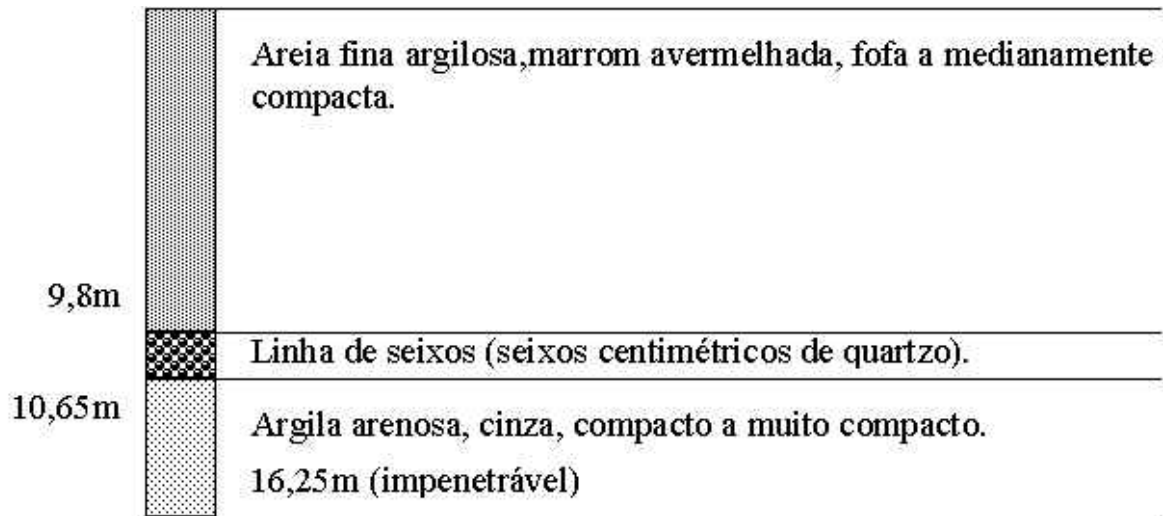 Areia fina argilosa,marrom avermelhada, fofa a medianamente
compacta.
9,8m
Linha de seixos (seixos centimétricos de quartzo).
10,65m
Argila arenosa, cinza, compacto a muito compacto.
16,25m (impenetrável)